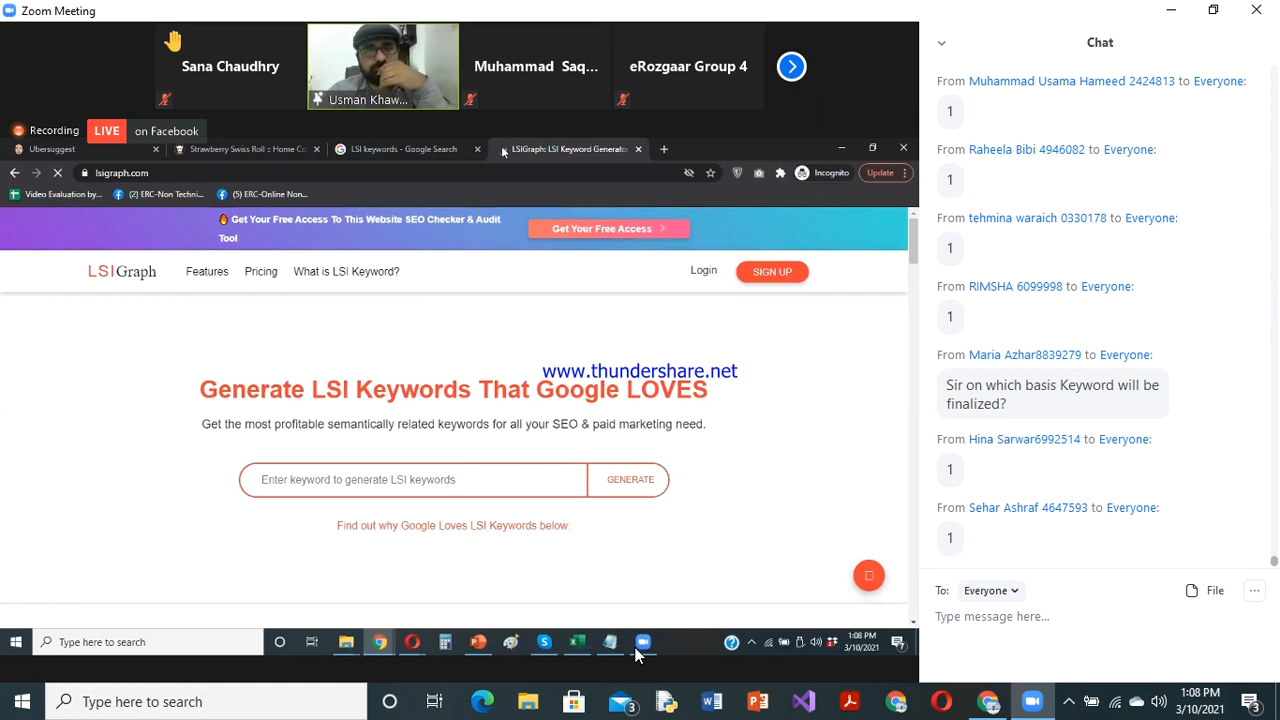 Zoom Meeting
Sana Chaudhry
Usman Khaw...
Muhammad Saq...
eRozgaar Group 4
Recording
LIVE
on Facebook
Ubersuggest
Strawberry Swiss Roll : Home Co
LSI keywords - Google Search
LSIGraph: LSI Keyword Generator
lsigraph.com
Incognito
Update
Video Evaluation by...
(2) ERC-Non Techni...
(5) ERC-Online Non...
Get Your Free Access To This Website SEO Checker & Audit
Tool
Get Your Free Access
LSIGraph
Features
Pricing
What is LSI Keyword?
Login
SIGN UP
www.thundershare.net
Generate LSI Keywords That Google LOVES
Get the most profitable semantically related keywords for all your SEO & paid marketing need.
Enter keyword to generate LSI keywords
GENERATE
Find out why Google Loves LSI Keywords below
Type here to search
1:08 PM
3/10/2021
7
Chat
From Muhammad Usama Hameed 2424813 to Everyone:
1
From Raheela Bibi 4946082 to Everyone:
1
From tehmina waraich 0330178 to Everyone:
1
From RIMSHA 6099998 to Everyone:
1
From Maria Azhar8839279 to Everyone:
Sir on which basis Keyword will be
finalized?
From Hina Sarwar6992514 to Everyone:
1
From Sehar Ashraf 4647593 to Everyone:
1
To: Everyone
File
Type message here...
Type here to search
3
1:08 PM
3/10/2021
3